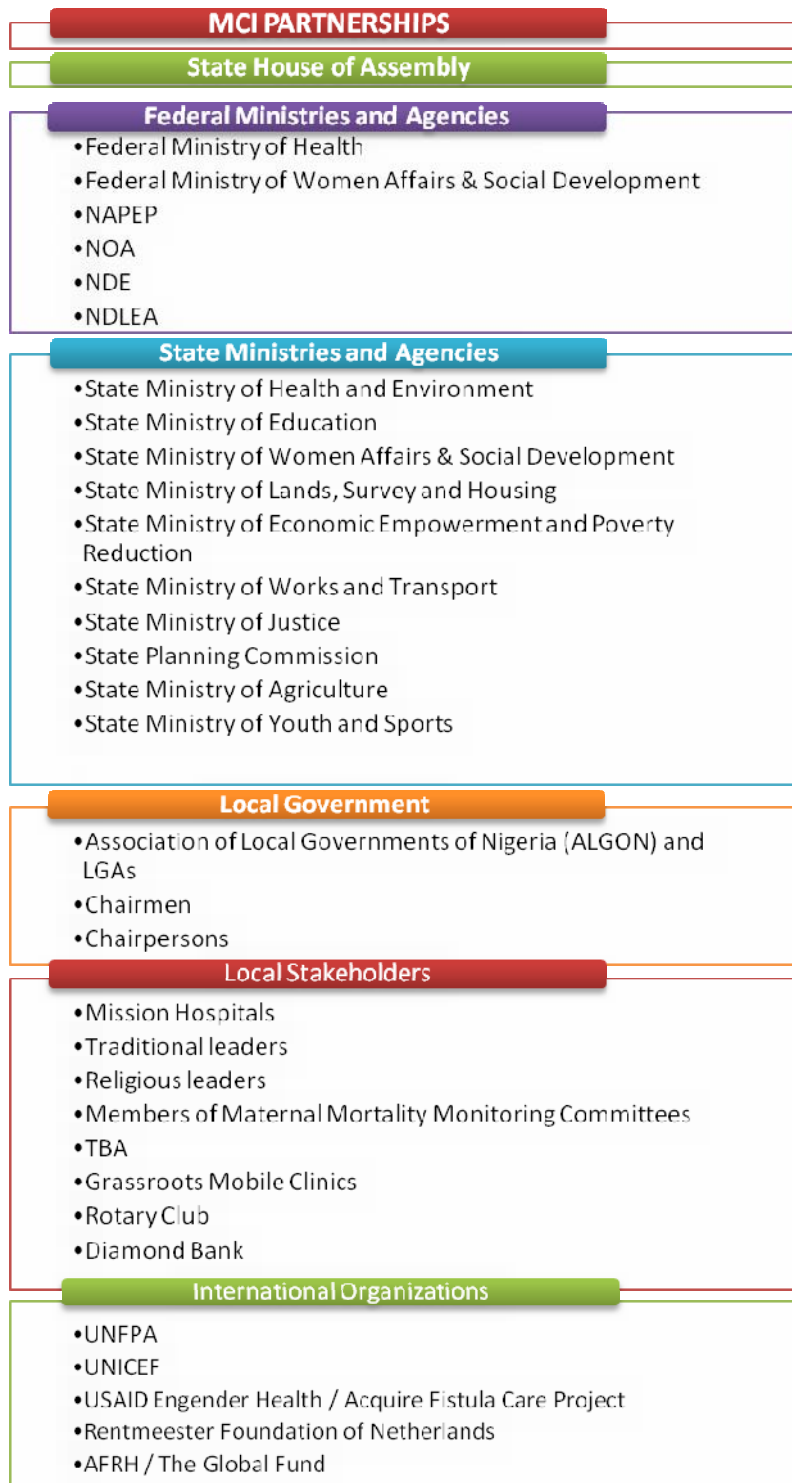 MCI PARTNERSHIPS
State House of Assembly
Federal Ministries and Agencies
•Federal Ministry of Health
•Federal Ministry of Women Affairs & Social Development
•NAPEP
•NOA
•NDE
•NDLEA
State Ministries and Agencies
•State Ministry of Health and Environment
•State Ministry of Education
•State Ministry of Women Affairs & Social Development
•State Ministry of Lands, Survey and Housing
•State Ministry of Economic Empowerment and Poverty
Reduction
•State Ministry of Works and Transport
•State Ministry of Justice
•State Planning Commission
•State Ministry of Agriculture
•State Ministry of Youth and Sports
Local Government
•Association of Local Governments of Nigeria (ALGON) and
LGAs
•Chairmen
•Chairpersons
Local Stakeholders
•Mission Hospitals
•Traditional leaders
•Religious leaders
•Members of Maternal Mortality Monitoring Committees
•TBA
•Grassroots Mobile Clinics
•Rotary Club
•Diamond Bank
International Organizations
•UNFPA
•UNICEF
•USAID Engender Health / Acquire Fistula Care Project
•Rentmeester Foundation of Netherlands
•AFRH / The Global Fund